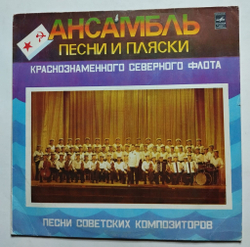 АНСАМБЛЬ
ПЕСНИ И ПЛЯСКИ
КРАСНОЗНАМЕННОГО СЕВЕРНОГО ФЛОТА
ПЕСНИ СОВЕТСКИХ КОМПОЗИТОРОВ